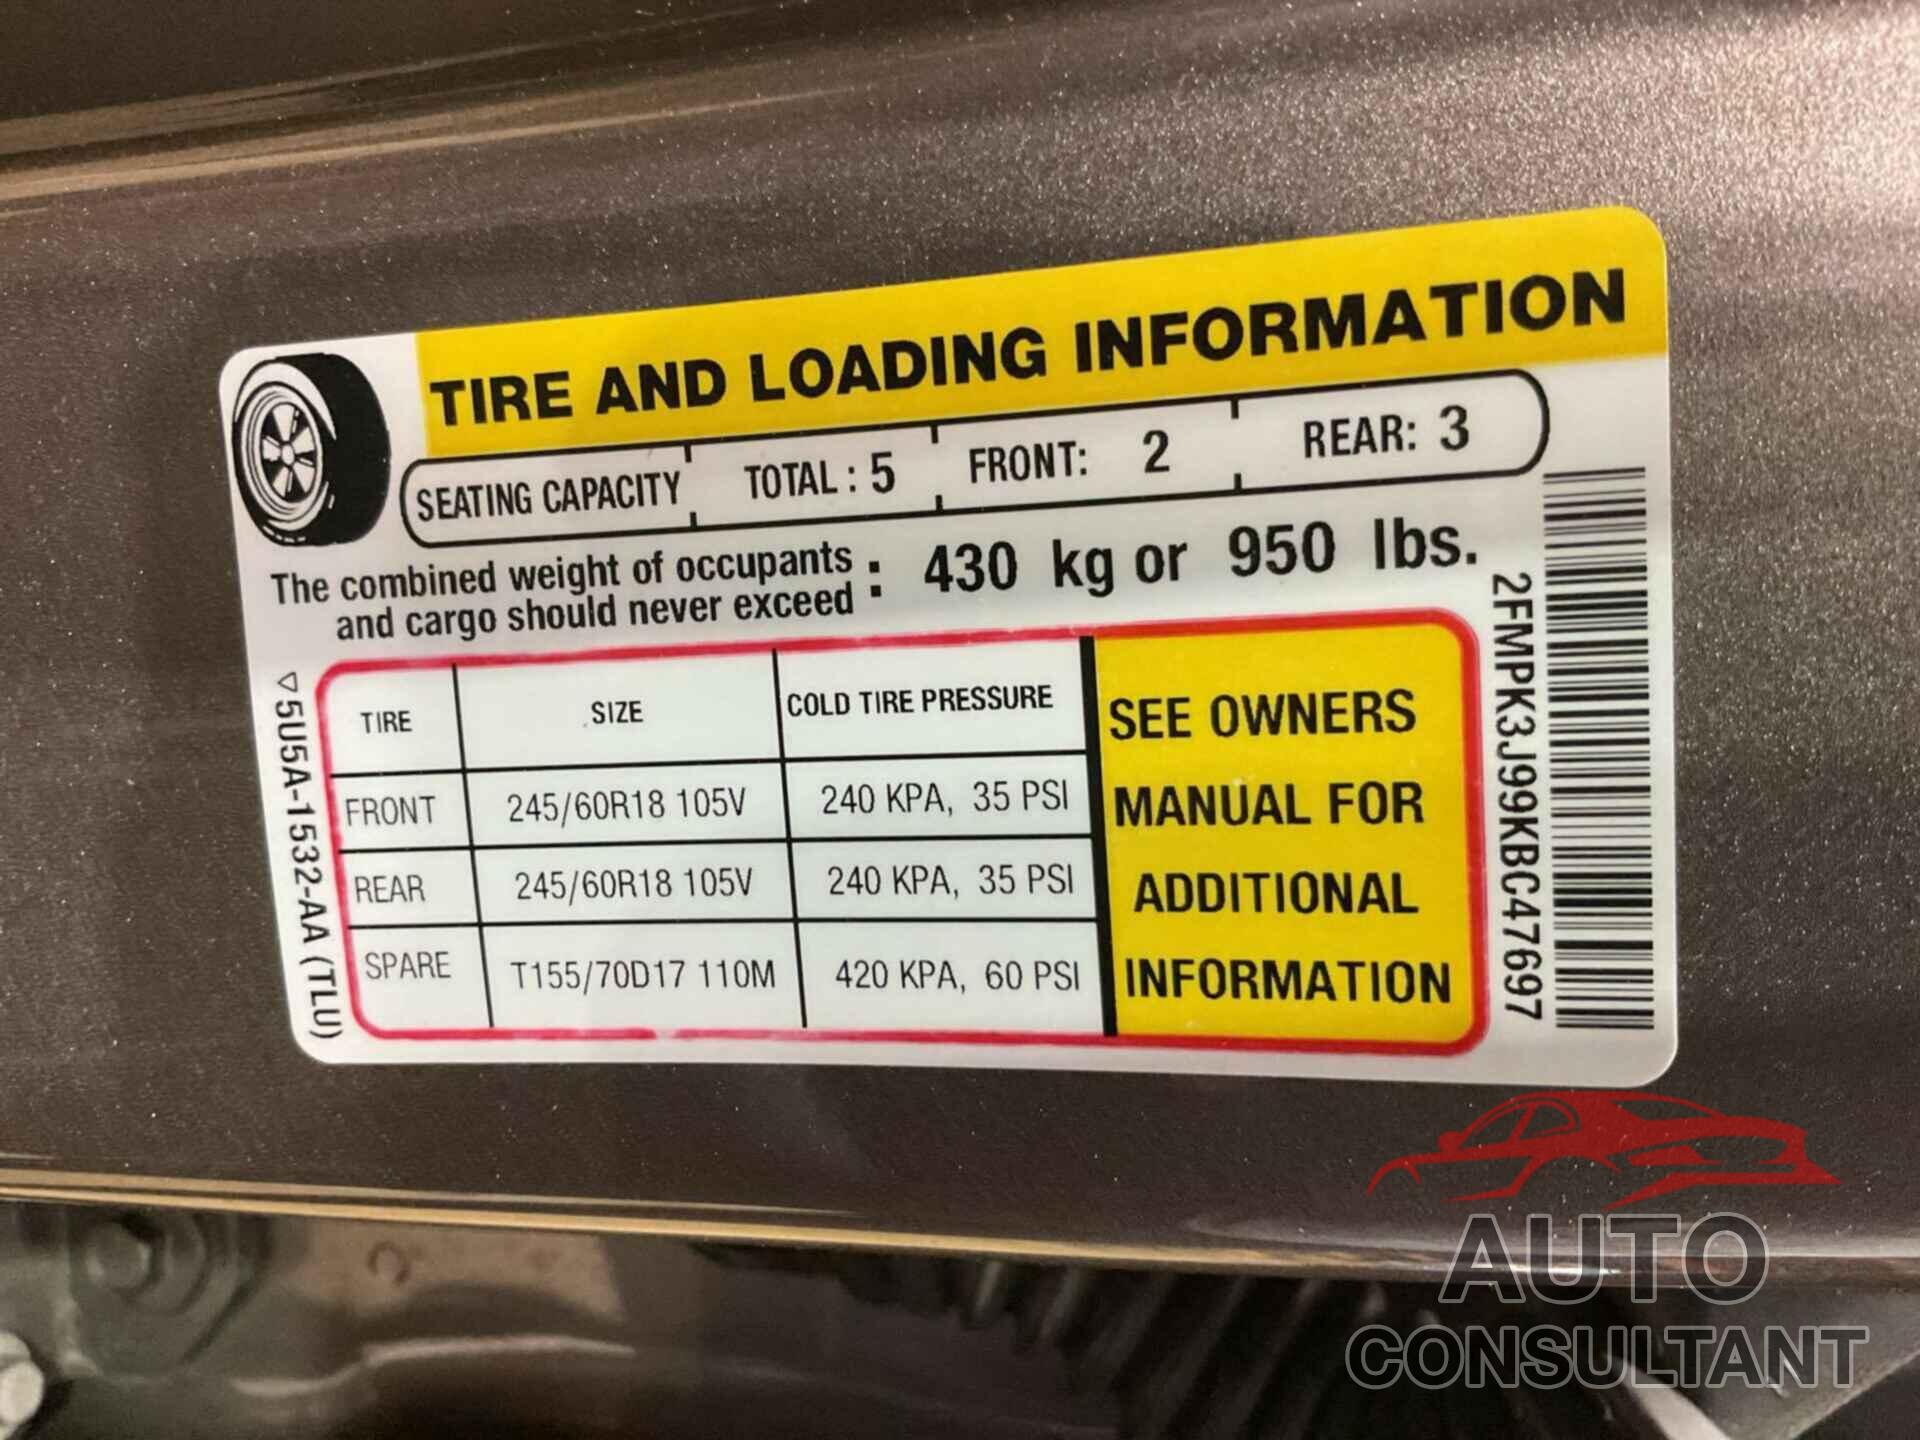 TIRE AND LOADING INFORMATION
SEATING CAPACITY TOTAL : 5 FRONT: 2 REAR: 3
The combined weight of occupants
and cargo should never exceed : 430 kg or 950 lbs.
TIRE SIZE COLD TIRE PRESSURE
FRONT 245/60R18 105V 240 KPA, 35 PSI
REAR 245/60R18 105V 240 KPA, 35 PSI
SPARE T155/70D17 110M 420 KPA, 60 PSI
SEE OWNERS
MANUAL FOR
ADDITIONAL
INFORMATION
▽5U5A-1532-AA (TLU)
2FMPK3J99KBC47697
AUTO
CONSULTANT